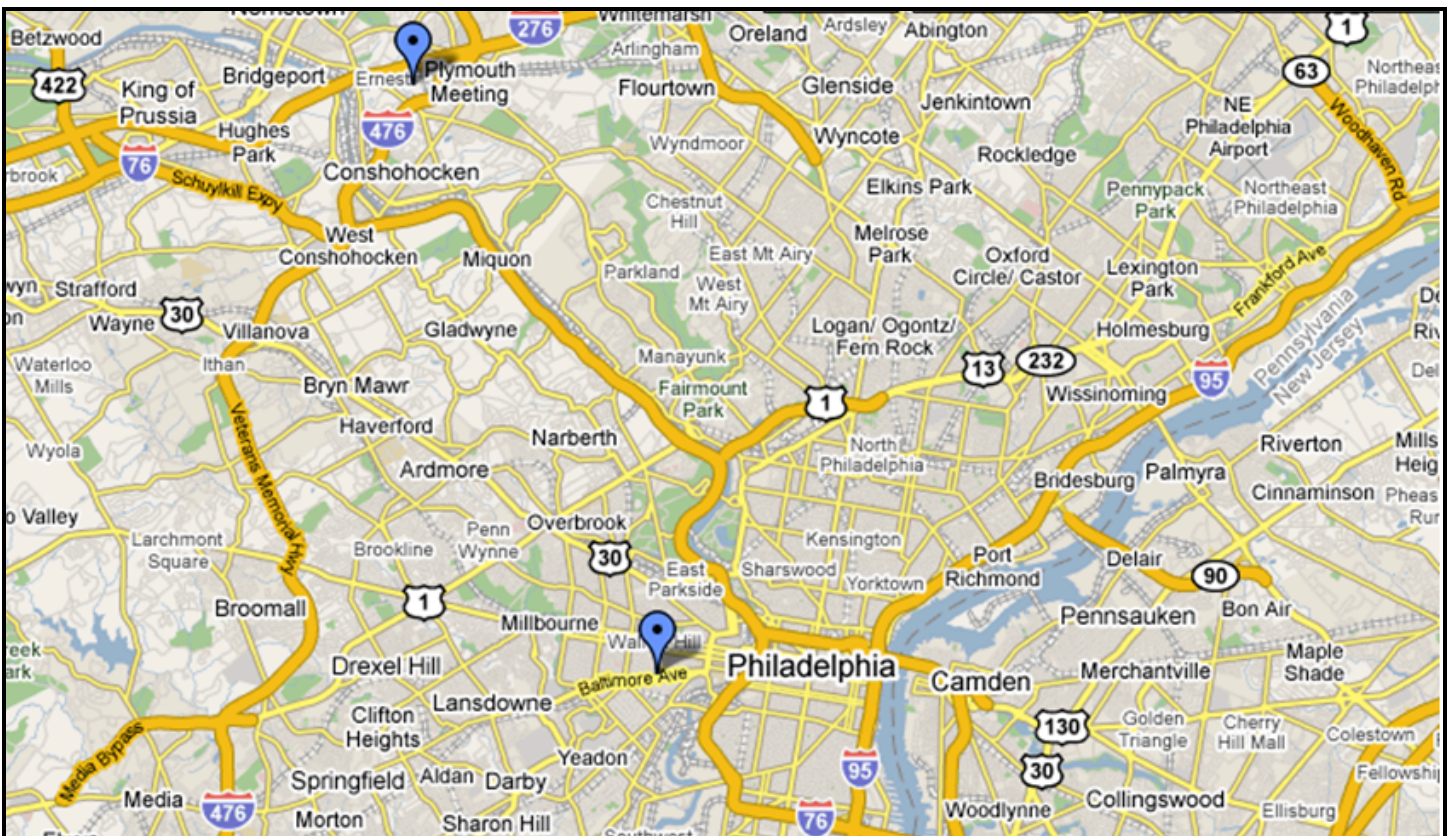 Whitemarsh
Betzwood
276
Oreland
Ardsley
Abington
1
Arlingham
422
Bridgeport
Plymouth
Meeting
Flourtown
Glenside
63
King of
Prussia
Jenkintown
NE
Philadelphia
Airport
Woodhaven Rd
476
Hughes
Park
Wyndmoor
Wyncote
76
Schuylkill Expy
Conshohocken
Rockledge
Elkins Park
Pennypack
Park
Northeast
Philadelphia
Chestnut
Hill
West
Conshohocken
Miquon
East Mt Airy
Melrose
Park
Oxford
Circle/ Castor
Lexington
Park
Frankford Ave
Parkland
West
Mt Airy
Strafford
30
Wayne
Villanova
Gladwyne
Logan/ Ogontz/
Fern Rock
Holmesburg
Pennsylvania
New Jersey
Waterloo
Mills
Ithan
Manayunk
13
232
95
Bryn Mawr
Fairmount
Park
1
Wissinoming
Veterans Memorial Hwy
Haverford
Narberth
North
Philadelphia
Riverton
Wyola
Ardmore
Bridesburg
Palmyra
Cinnaminson
Overbrook
Larchmont
Square
Brookline
Penn
Wynne
30
Kensington
Port
Richmond
Delair
90
East
Parkside
Sharswood
Yorktown
Broomall
1
Millbourne
Pennsauken
Bon Air
Drexel Hill
Baltimore Ave
Philadelphia
Camden
Merchantville
Maple
Shade
Lansdowne
Clifton
Heights
130
Golden
Triangle
Cherry
Hill Mall
Colestown
Media Bypass
Yeadon
95
30
Springfield
Aldan
Darby
Media
476
Morton
Sharon Hill
76
Woodlynne
Collingswood
Ellisburg